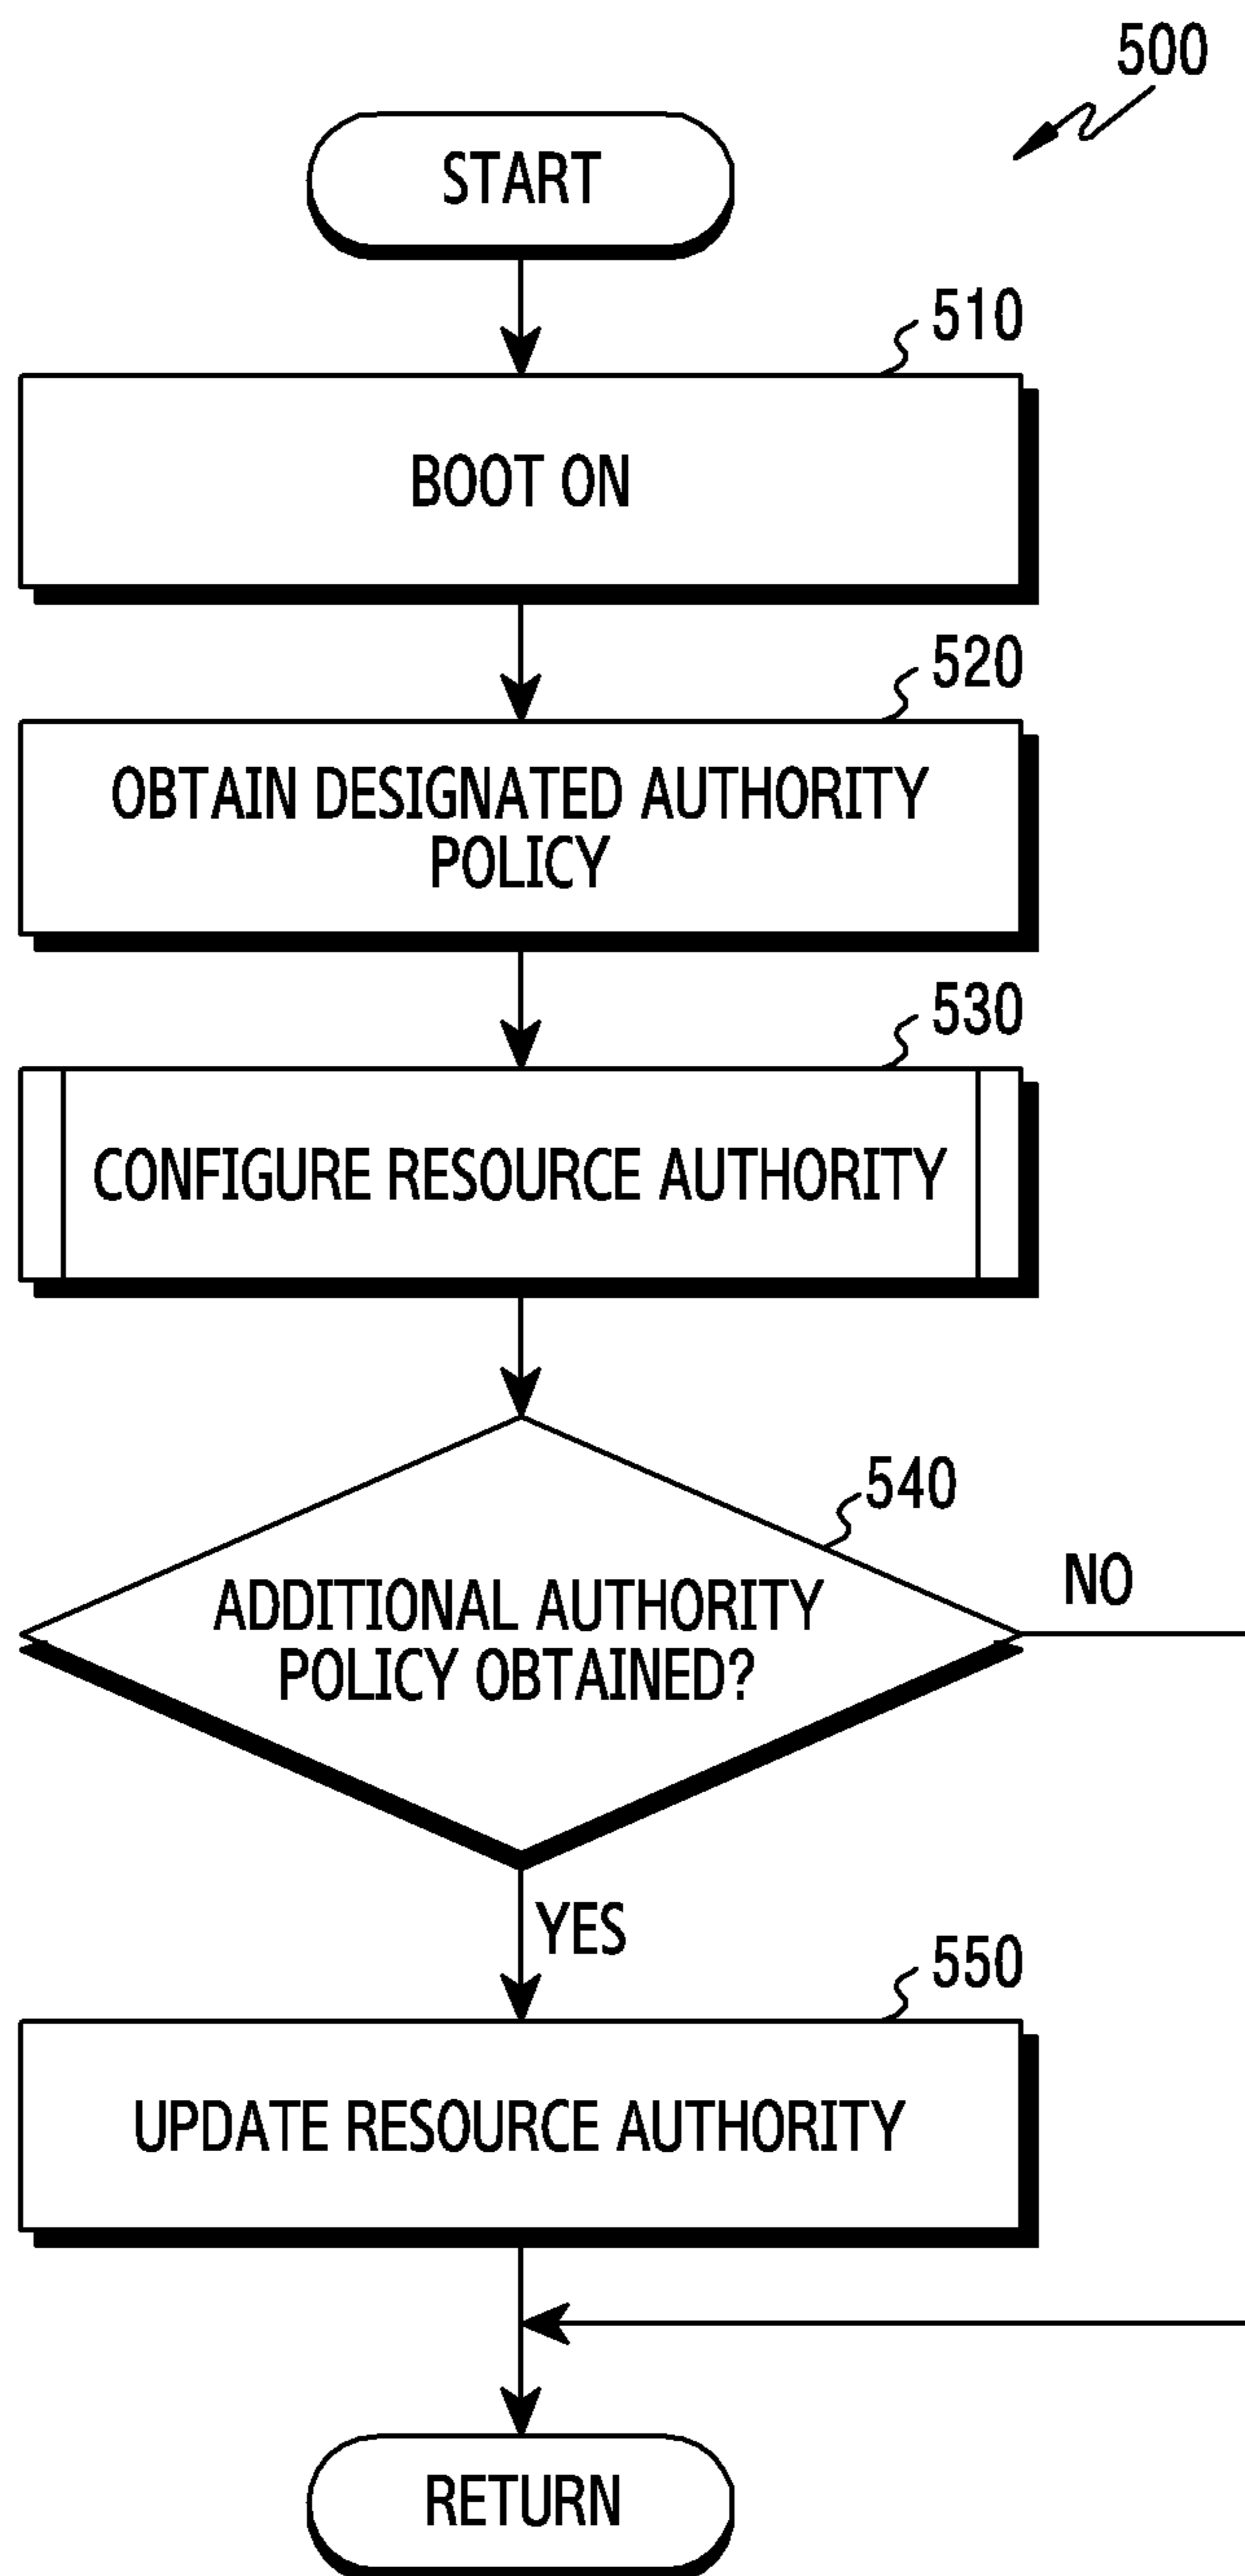 500
START
510
BOOT ON
520
OBTAIN DESIGNATED AUTHORITY
POLICY
530
CONFIGURE RESOURCE AUTHORITY
540
NO
ADDITIONAL AUTHORITY
POLICY OBTAINED?
YES
550
UPDATE RESOURCE AUTHORITY
RETURN